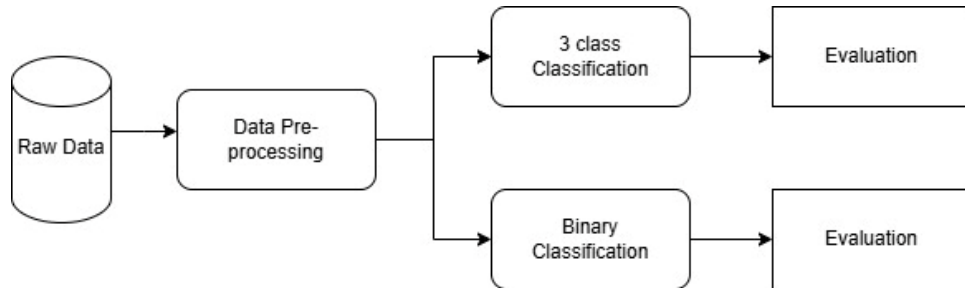 Raw Data
Data Pre-
processing
3 class
Classification
Evaluation
Binary
Classification
Evaluation